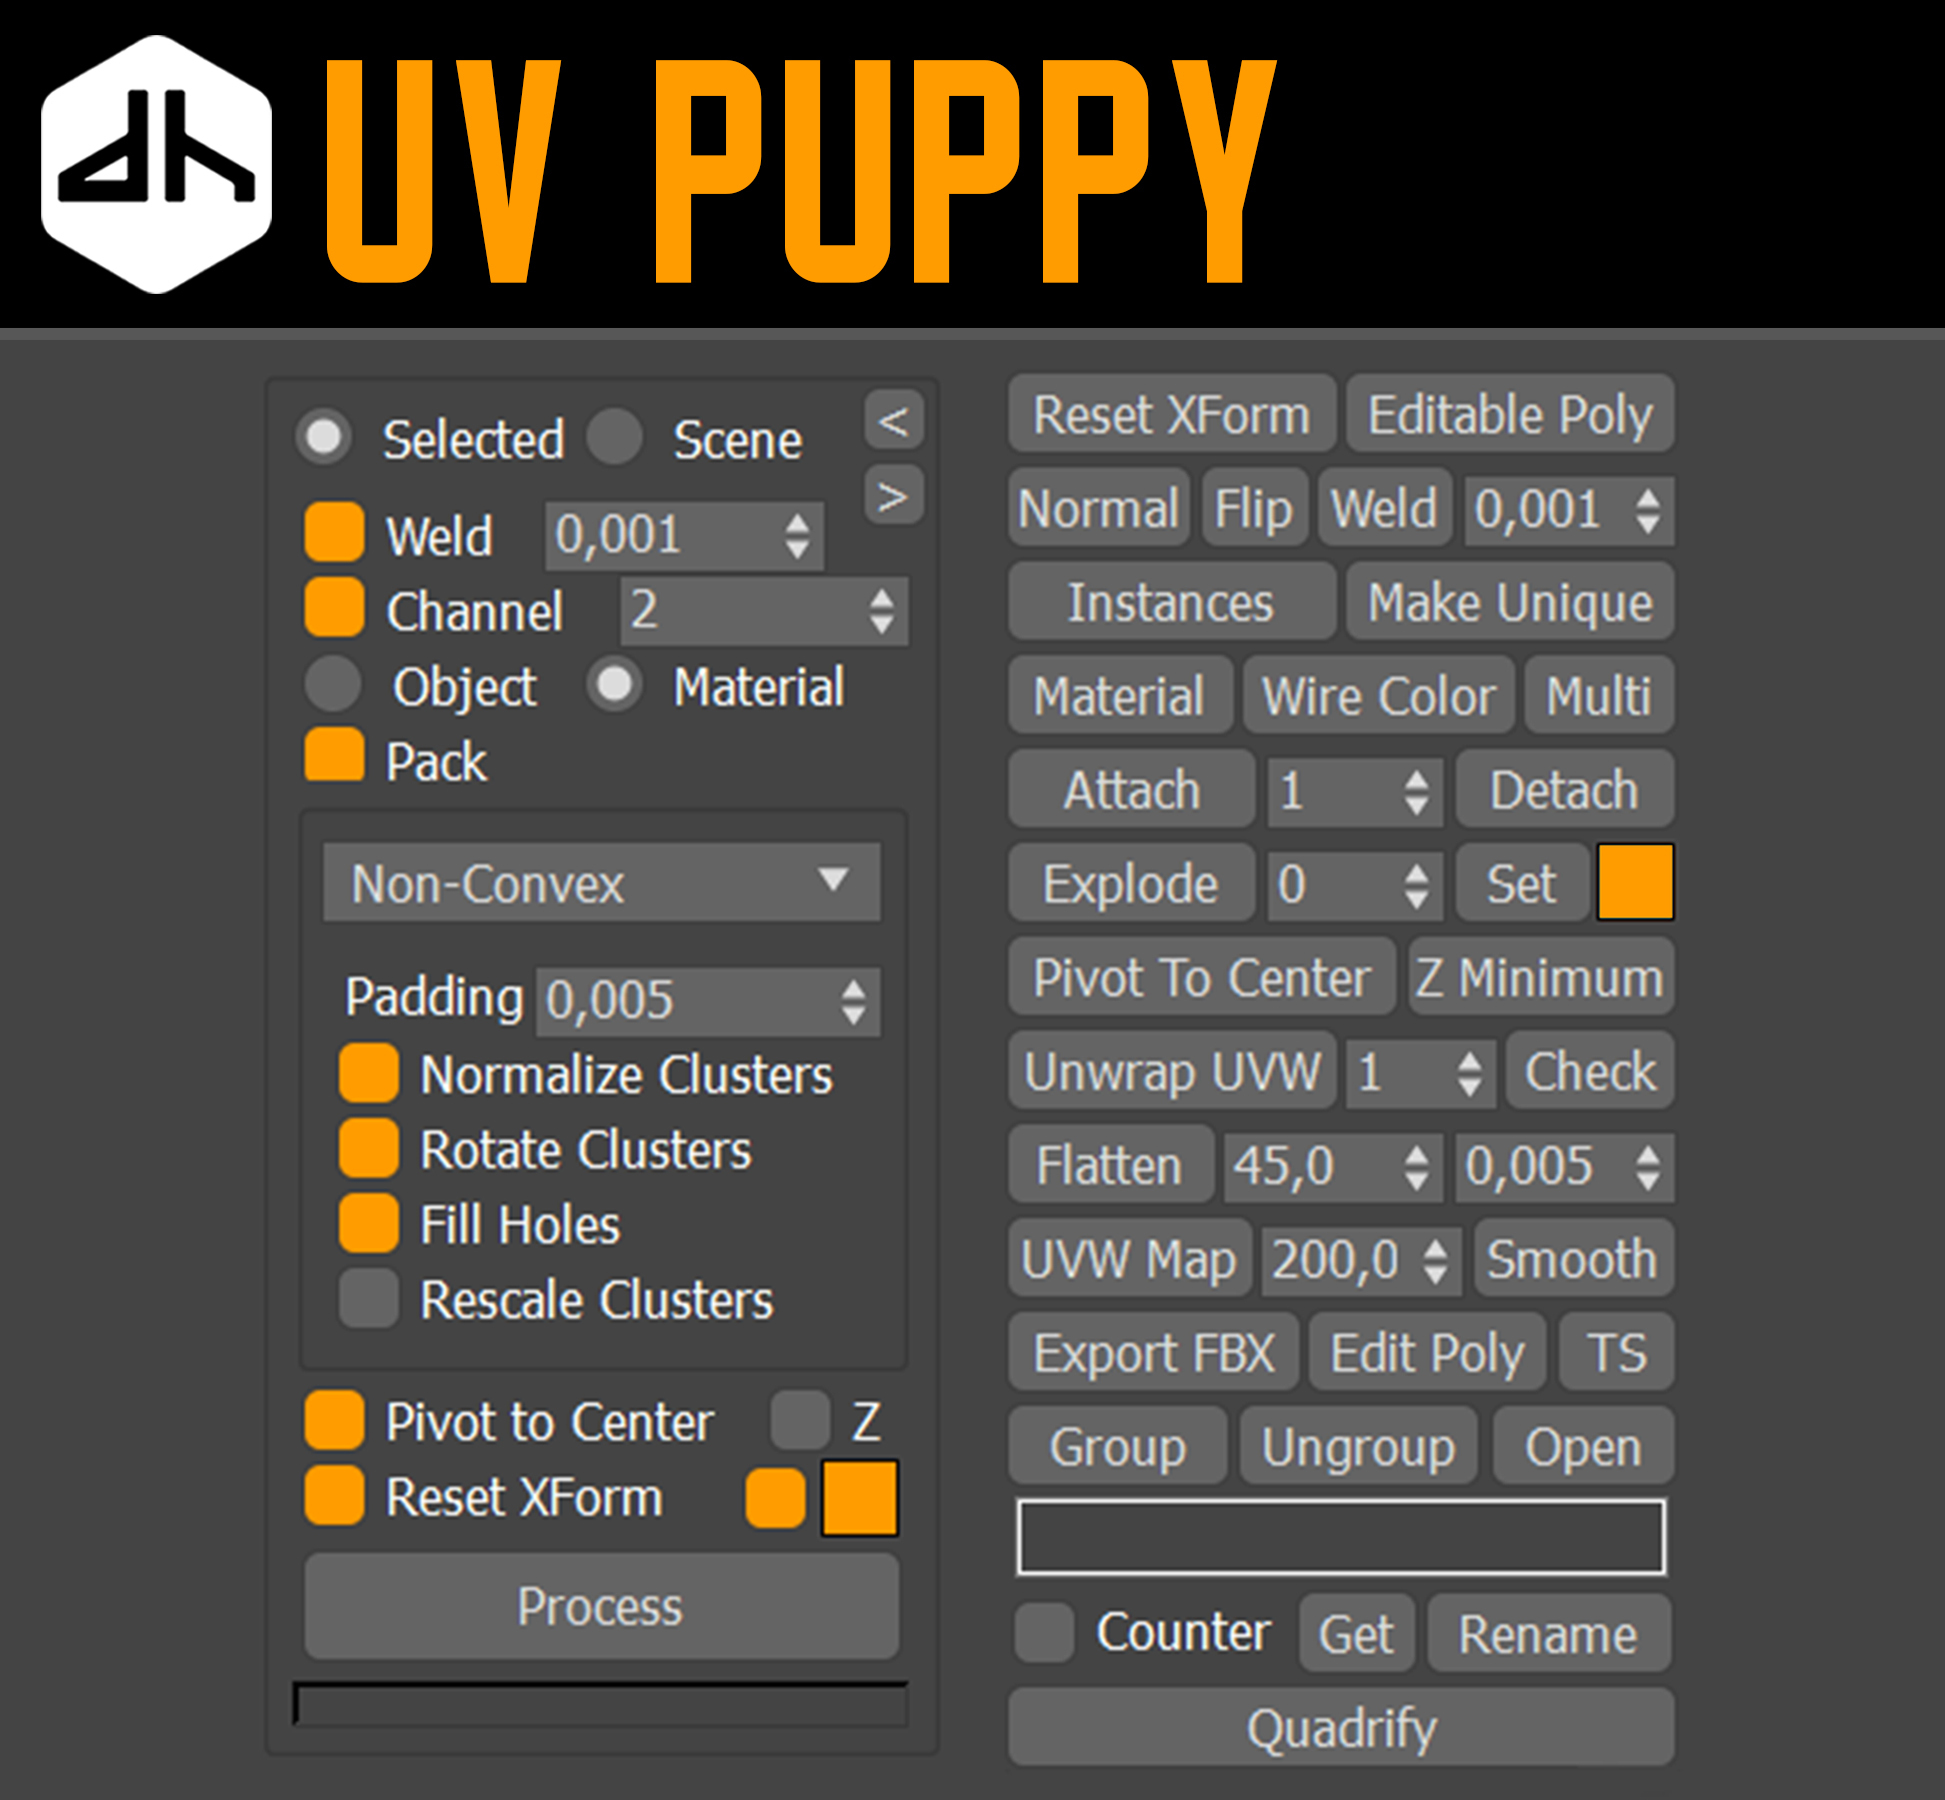 dh UV PUPPY
Selected Scene <
>
Weld 0,001
Channel 2
Object Material
Pack
Non-Convex
Padding 0,005
Normalize Clusters
Rotate Clusters
Fill Holes
Rescale Clusters
Pivot to Center Z
Reset XForm
Process
Reset XForm Editable Poly
Normal Flip Weld 0,001
Instances Make Unique
Material Wire Color Multi
Attach 1 Detach
Explode 0 Set
Pivot To Center Z Minimum
Unwrap UVW 1 Check
Flatten 45,0 0,005
UVW Map 200,0 Smooth
Export FBX Edit Poly TS
Group Ungroup Open
Counter Get Rename
Quadrify